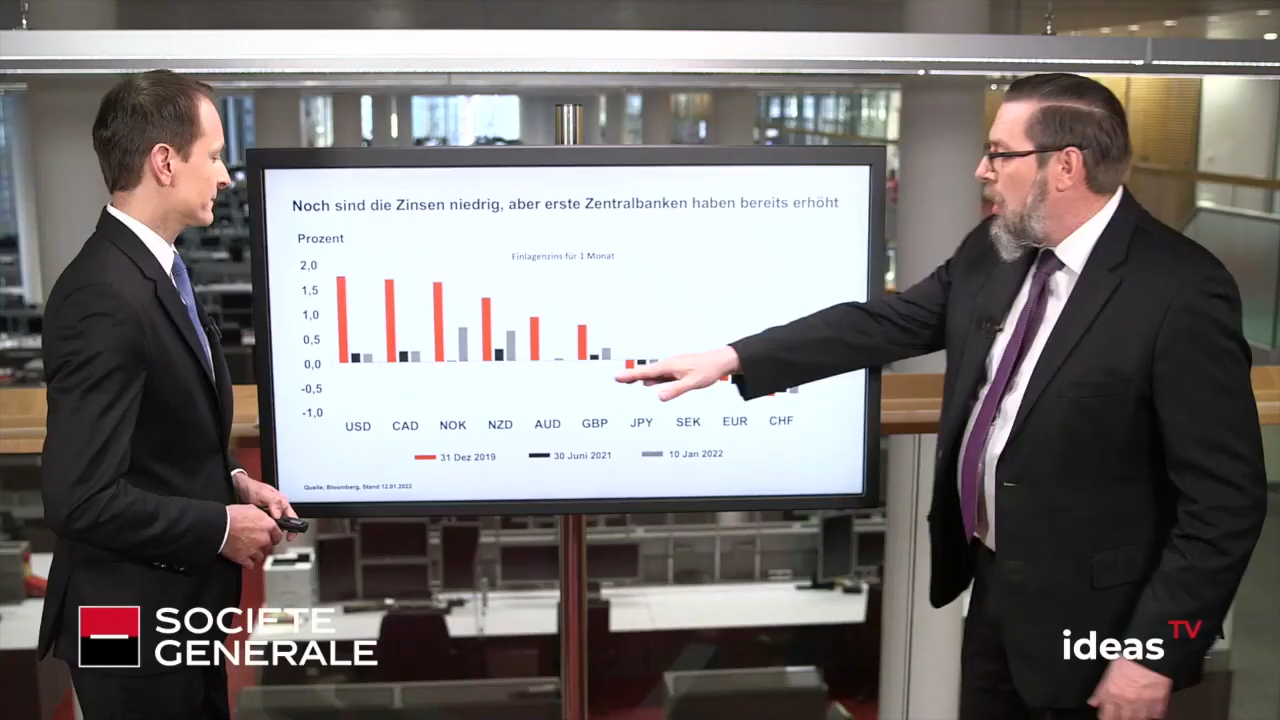 Noch sind die Zinsen niedrig, aber erste Zentralbanken haben bereits erhöht
Prozent
Einlagenzins für 1 Monat
2,0
1,5
1,0
0,5
0,0
-0,5
-1,0
USD CAD NOK NZD AUD GBP JPY SEK EUR CHF
31 Dez 2019 30 Juni 2021 10 Jan 2022
Quelle: Bloomberg, Stand 12.01.2022
SOCIETE
GENERALE
ideas TV